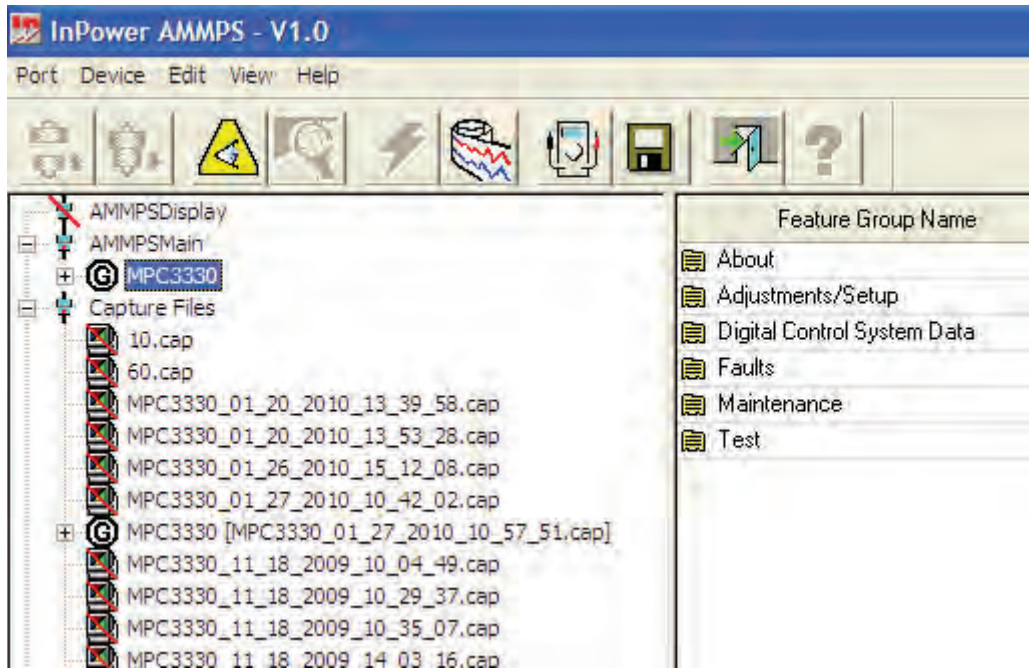 InPower AMMPS - V1.0
Port Device Edit View Help
AMMPSDisplay
AMMPSMain
MPC3330
Capture Files
10.cap
60.cap
MPC3330_01_20_2010_13_39_58.cap
MPC3330_01_20_2010_13_53_28.cap
MPC3330_01_26_2010_15_12_08.cap
MPC3330_01_27_2010_10_42_02.cap
MPC3330 [MPC3330_01_27_2010_10_57_51.cap]
MPC3330_11_18_2009_10_04_49.cap
MPC3330_11_18_2009_10_29_37.cap
MPC3330_11_18_2009_10_35_07.cap
MPC3330_11_18_2009_14_03_16.cap
Feature Group Name
About
Adjustments/Setup
Digital Control System Data
Faults
Maintenance
Test